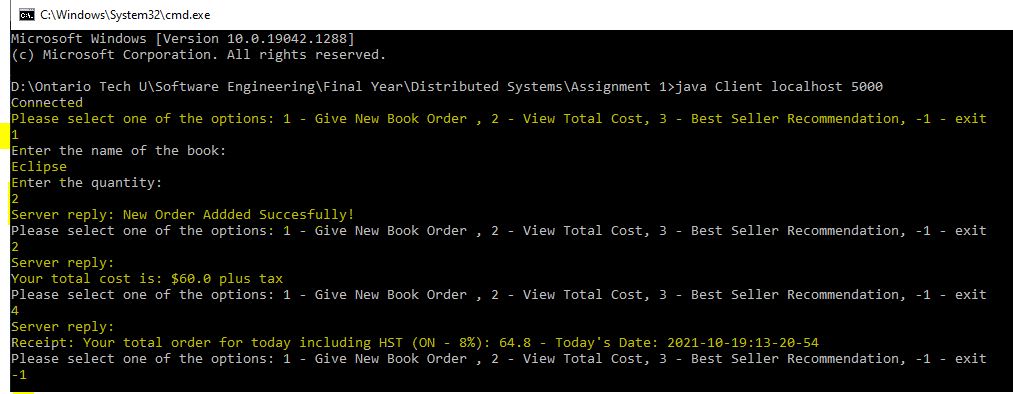 C:\Windows\System32\cmd.exe
Microsoft Windows [Version 10.0.19042.1288]
(c) Microsoft Corporation. All rights reserved.
D:\Ontario Tech U\Software Engineering\Final Year\Distributed Systems\Assignment 1>java Client localhost 5000
Connected
Please select one of the options: 1 - Give New Book Order , 2 - View Total Cost, 3 - Best Seller Recommendation, -1 - exit
1
Enter the name of the book:
Eclipse
Enter the quantity:
2
Server reply: New Order Addded Succesfully!
Please select one of the options: 1 - Give New Book Order , 2 - View Total Cost, 3 - Best Seller Recommendation, -1 - exit
2
Server reply:
Your total cost is: $60.0 plus tax
Please select one of the options: 1 - Give New Book Order , 2 - View Total Cost, 3 - Best Seller Recommendation, -1 - exit
4
Server reply:
Receipt: Your total order for today including HST (ON - 8%): 64.8 - Today's Date: 2021-10-19:13-20-54
Please select one of the options: 1 - Give New Book Order , 2 - View Total Cost, 3 - Best Seller Recommendation, -1 - exit
-1